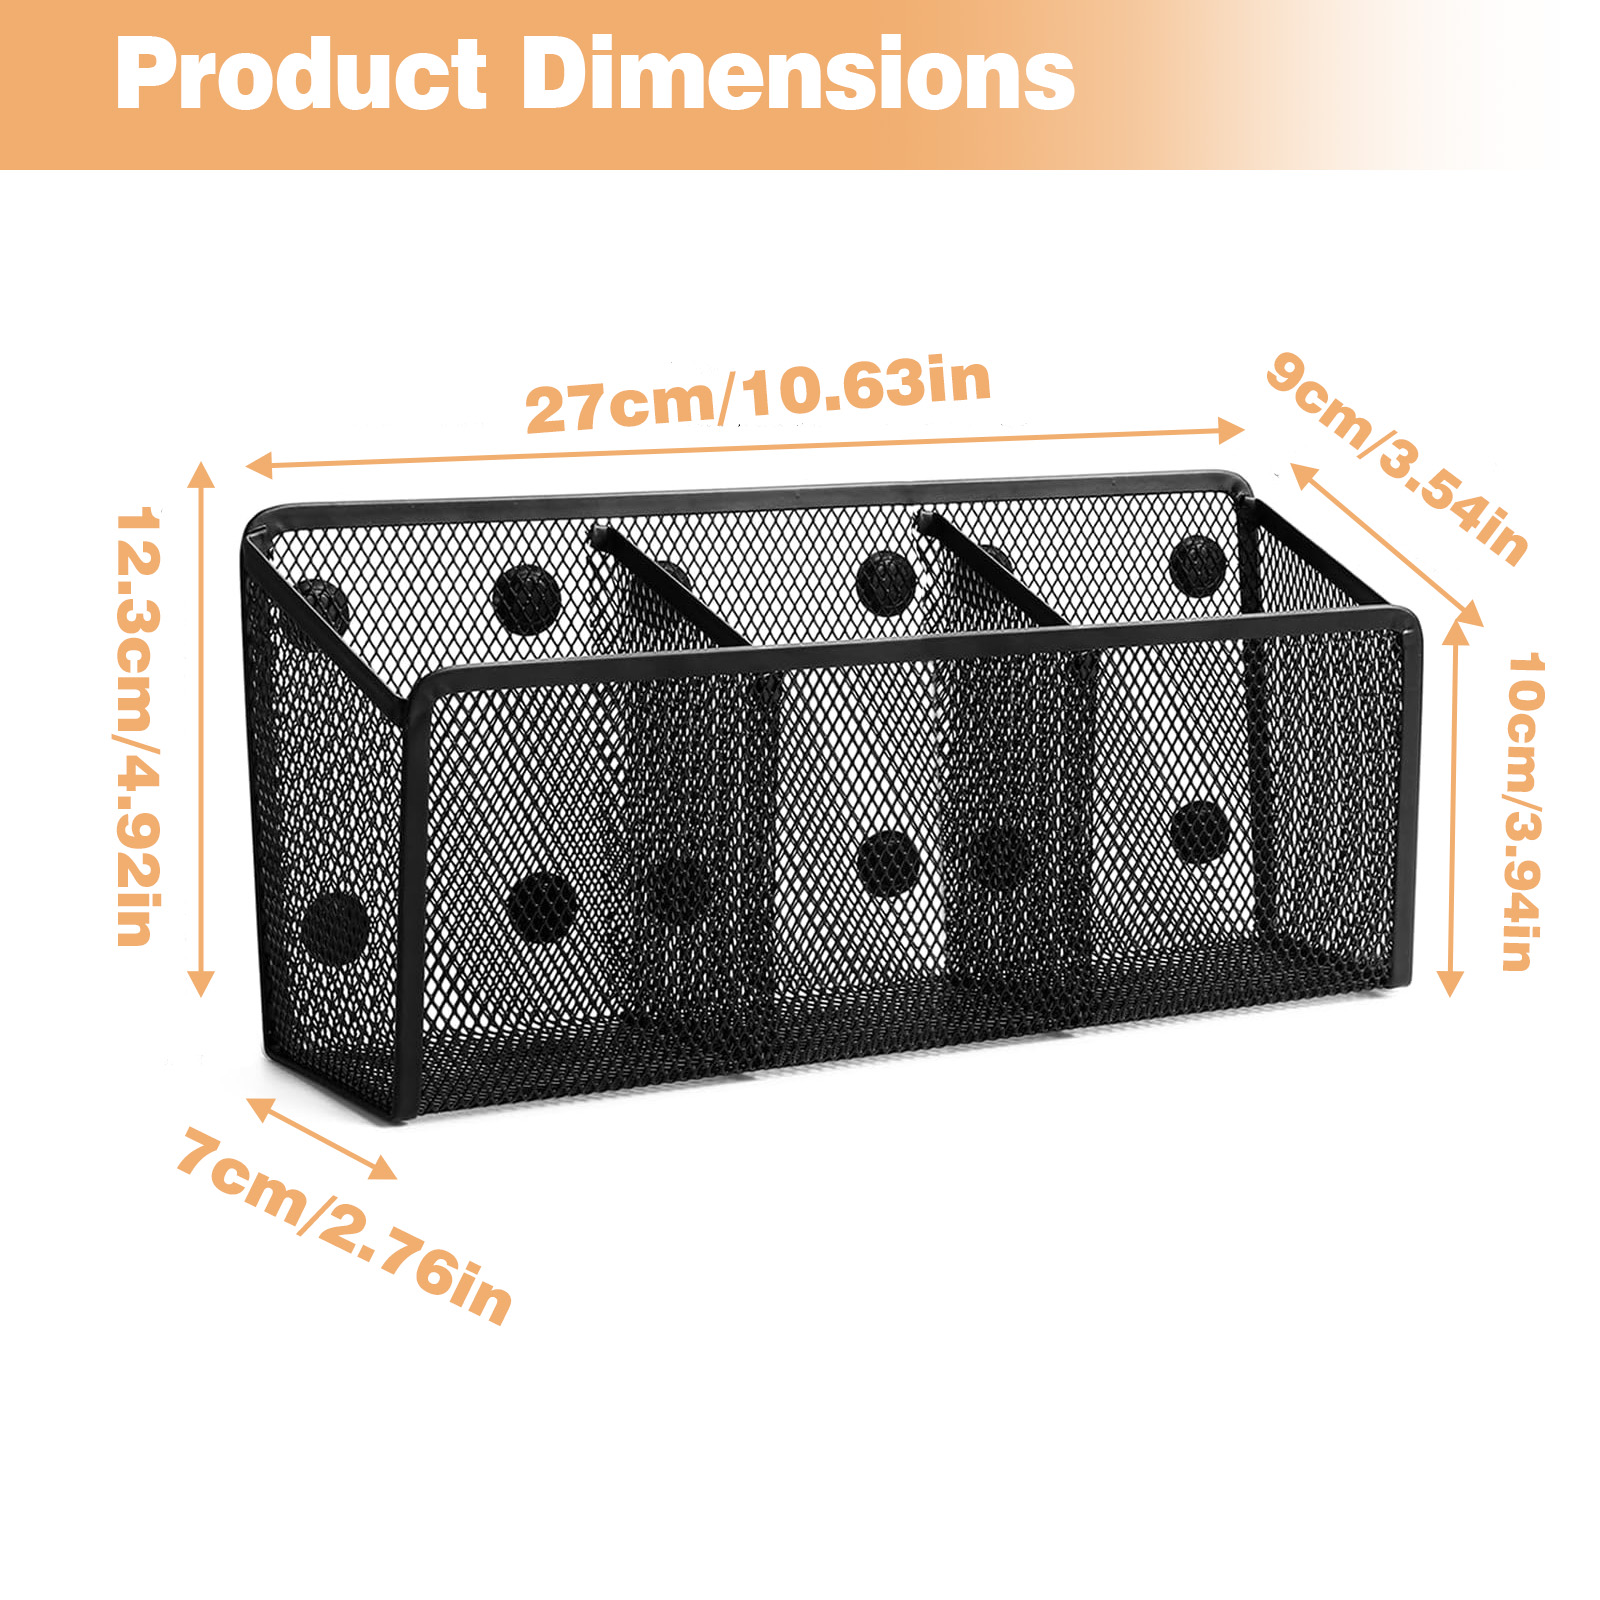 Product Dimensions
27cm/10.63in
9cm/3.54in
12.3cm/4.92in
10cm/3.94in
7cm/2.76in